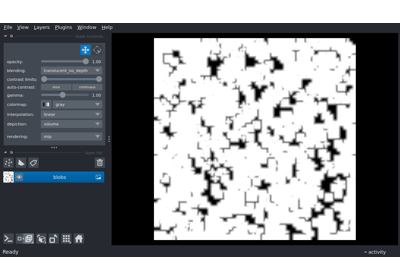 File View Layers Plugins Window Help
opacity: 1.00
blending: translucent_no_depth
contrast limits:
auto-contrast: once continuous
gamma: 1.00
colormap: gray
interpolation: linear
depiction: volume
rendering: mip
blobs
Ready
activity